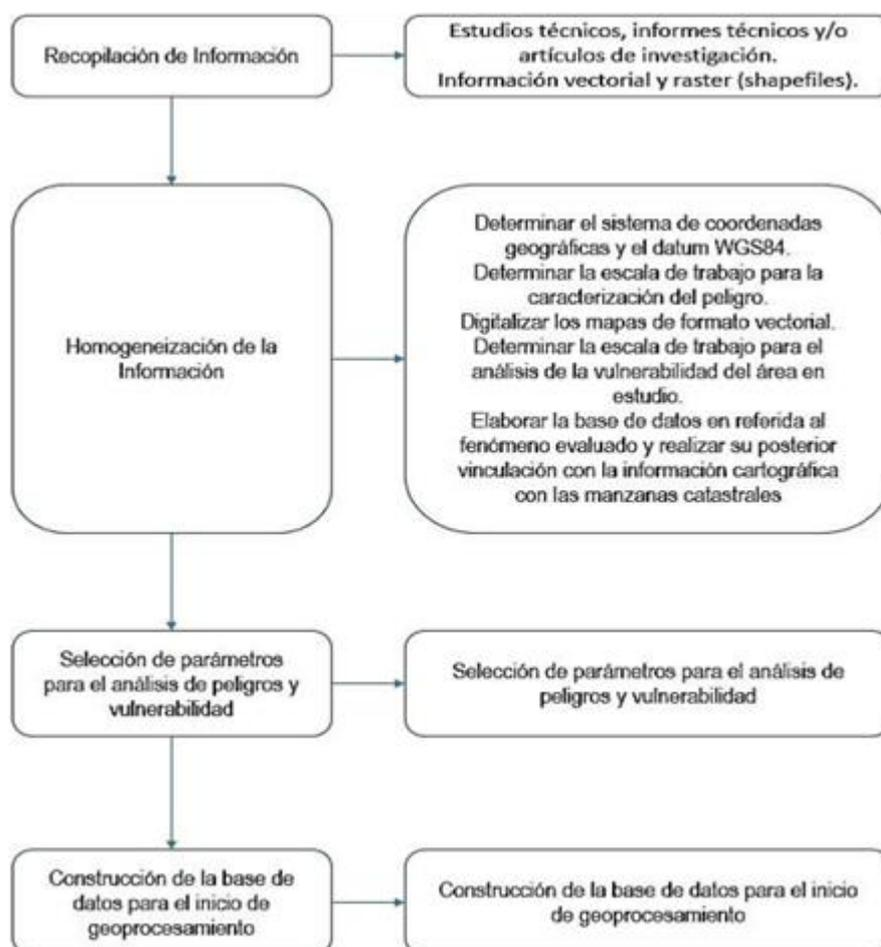 Recopilación de Información
Estudios técnicos, informes técnicos y/o
artículos de investigación.
Información vectorial y raster (shapefiles).
Homogeneización de la
Información
Determinar el sistema de coordenadas
geográficas y el datum WGS84.
Determinar la escala de trabajo para la
caracterización del peligro.
Digitalizar los mapas de formato vectorial.
Determinar la escala de trabajo para el
análisis de la vulnerabilidad del área en
estudio.
Elaborar la base de datos en referida al
fenómeno evaluado y realizar su posterior
vinculación con la información cartográfica
con las manzanas catastrales
Selección de parámetros
para el análisis de peligros y
vulnerabilidad
Selección de parámetros para el análisis de
peligros y vulnerabilidad
Construcción de la base de
datos para el inicio de
geoprocesamiento
Construcción de la base de datos para el inicio
de geoprocesamiento